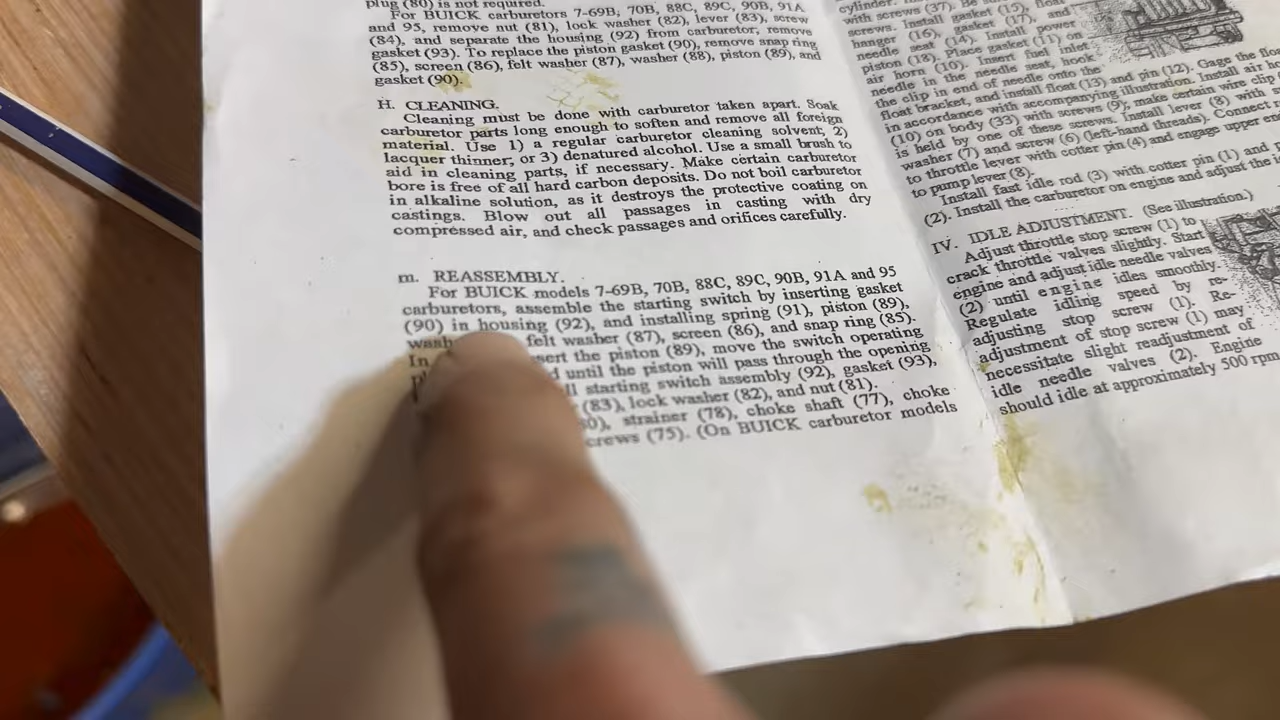 plug (80) is not required.
For BUICK carburetors 7-69B, 70B, 88C, 89C, 90B, 91A
and 95, remove nut (81), lock washer (82), lever (83), screw
(84), and separate the housing (92) from carburetor; remove
gasket (93). To replace the piston gasket (90), remove snap ring
(85), screen (86), felt washer (87), washer (88), piston (89), and
gasket (90).
H. CLEANING.
Cleaning must be done with carburetor taken apart. Soak
carburetor parts long enough to soften and remove all foreign
material. Use 1) a regular carburetor cleaning solvent, 2)
lacquer thinner, or 3) denatured alcohol. Use a small brush to
aid in cleaning parts, if necessary. Make certain carburetor
bore is free of all hard carbon deposits. Do not boil carburetor
in alkaline solution, as it destroys the protective coating on
castings. Blow out all passages in casting with dry
compressed air, and check passages and orifices carefully.
m. REASSEMBLY.
For BUICK models 7-69B, 70B, 88C, 89C, 90B, 91A and 95
carburetors, assemble the starting switch by inserting gasket
(90) in housing (92), and installing spring (91), piston (89),
felt washer (87), screen (86), and snap ring (85).
In the piston (89), move the switch operating
until the piston will pass through the opening.
starting switch assembly (92), gasket (93),
(83), lock washer (82), and nut (81).
strainer (78), choke shaft (77), choke
(75). (On BUICK carburetor models
cylinder.
with screws (37).
screws. Install gasket (15), float
hanger (16), gasket (17), and
needle seat (14). Install power
piston (18). Place gasket (11) on
air horn (10). Insert fuel inlet
needle in the needle seat, hook
the clip in end of needle onto the
float bracket, and install float (13) and pin (12). Gage the
in accordance with accompanying illustration. Install air
(10) on body (33) with screws (9); make certain wire clip
is held by one of these screws. Install lever (8) with
washer (7) and screw (6) (left-hand threads). Connect
to throttle lever with cotter pin (4) and engage upper
to pump lever (8).
Install fast idle rod (3) with cotter pin (1) and
(2). Install the carburetor on engine and adjust the
IV. IDLE ADJUSTMENT. (See illustration.)
Adjust throttle stop screw (1) to
crack throttle valves slightly. Start
engine and adjust idle needle valves
(2) until engine idles smoothly.
Regulate idling speed by re-
adjusting stop screw (1). Re-
adjustment of stop screw (1) may
necessitate slight readjustment of
idle needle valves (2). Engine
should idle at approximately 500 rpm